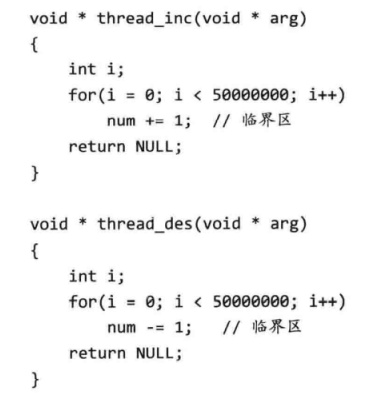 void * thread_inc(void * arg)
{
    int i;
    for(i = 0; i < 50000000; i++)
        num += 1;  // 临界区
    return NULL;
}
void * thread_des(void * arg)
{
    int i;
    for(i = 0; i < 50000000; i++)
        num -= 1;   // 临界区
    return NULL;
}